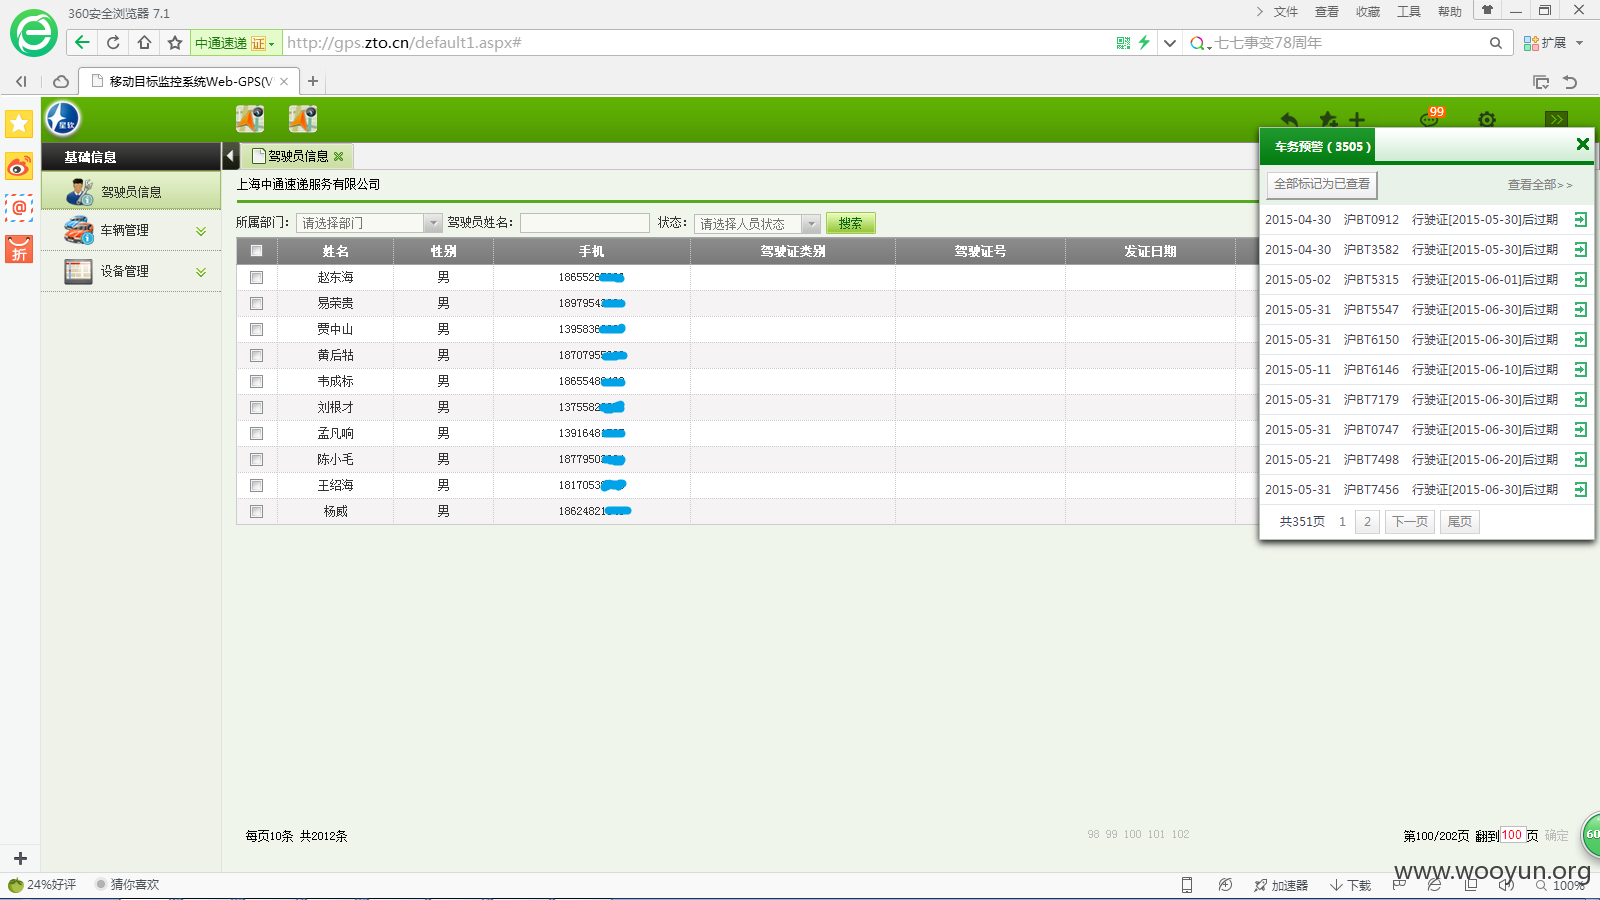 360安全浏览器 7.1
文件 查看 收藏 工具 帮助
中通速递 证 http://gps.zto.cn/default1.aspx#
七七事变78周年
扩展
移动目标监控系统Web-GPS(V
99
星软
基础信息
驾驶员信息
车辆管理
设备管理
@
折
驾驶员信息
上海中通速递服务有限公司
所属部门: 请选择部门 驾驶员姓名: 状态: 请选择人员状态 搜索
姓名 性别 手机 驾驶证类别 驾驶证号 发证日期
赵东海 男 1865526
易荣贵 男 1897954
贾中山 男 1395836
黄后牯 男 1870795
韦成标 男 1865548
刘根才 男 1375582
孟凡响 男 1391648
陈小毛 男 1877950
王绍海 男 1817053
杨威 男 18624821
车务预警 ( 3505 )
全部标记为已查看 查看全部>>
2015-04-30 沪BT0912 行驶证[2015-05-30]后过期
2015-04-30 沪BT3582 行驶证[2015-05-30]后过期
2015-05-02 沪BT5315 行驶证[2015-06-01]后过期
2015-05-31 沪BT5547 行驶证[2015-06-30]后过期
2015-05-31 沪BT6150 行驶证[2015-06-30]后过期
2015-05-11 沪BT6146 行驶证[2015-06-10]后过期
2015-05-31 沪BT7179 行驶证[2015-06-30]后过期
2015-05-31 沪BT0747 行驶证[2015-06-30]后过期
2015-05-21 沪BT7498 行驶证[2015-06-20]后过期
2015-05-31 沪BT7456 行驶证[2015-06-30]后过期
共351页 1 2 下一页 尾页
每页10条 共2012条
98 99 100 101 102
第100/202页 翻到100页 确定
60
www.wooyun.org
24%好评 猜你喜欢
加速器 下载 100%